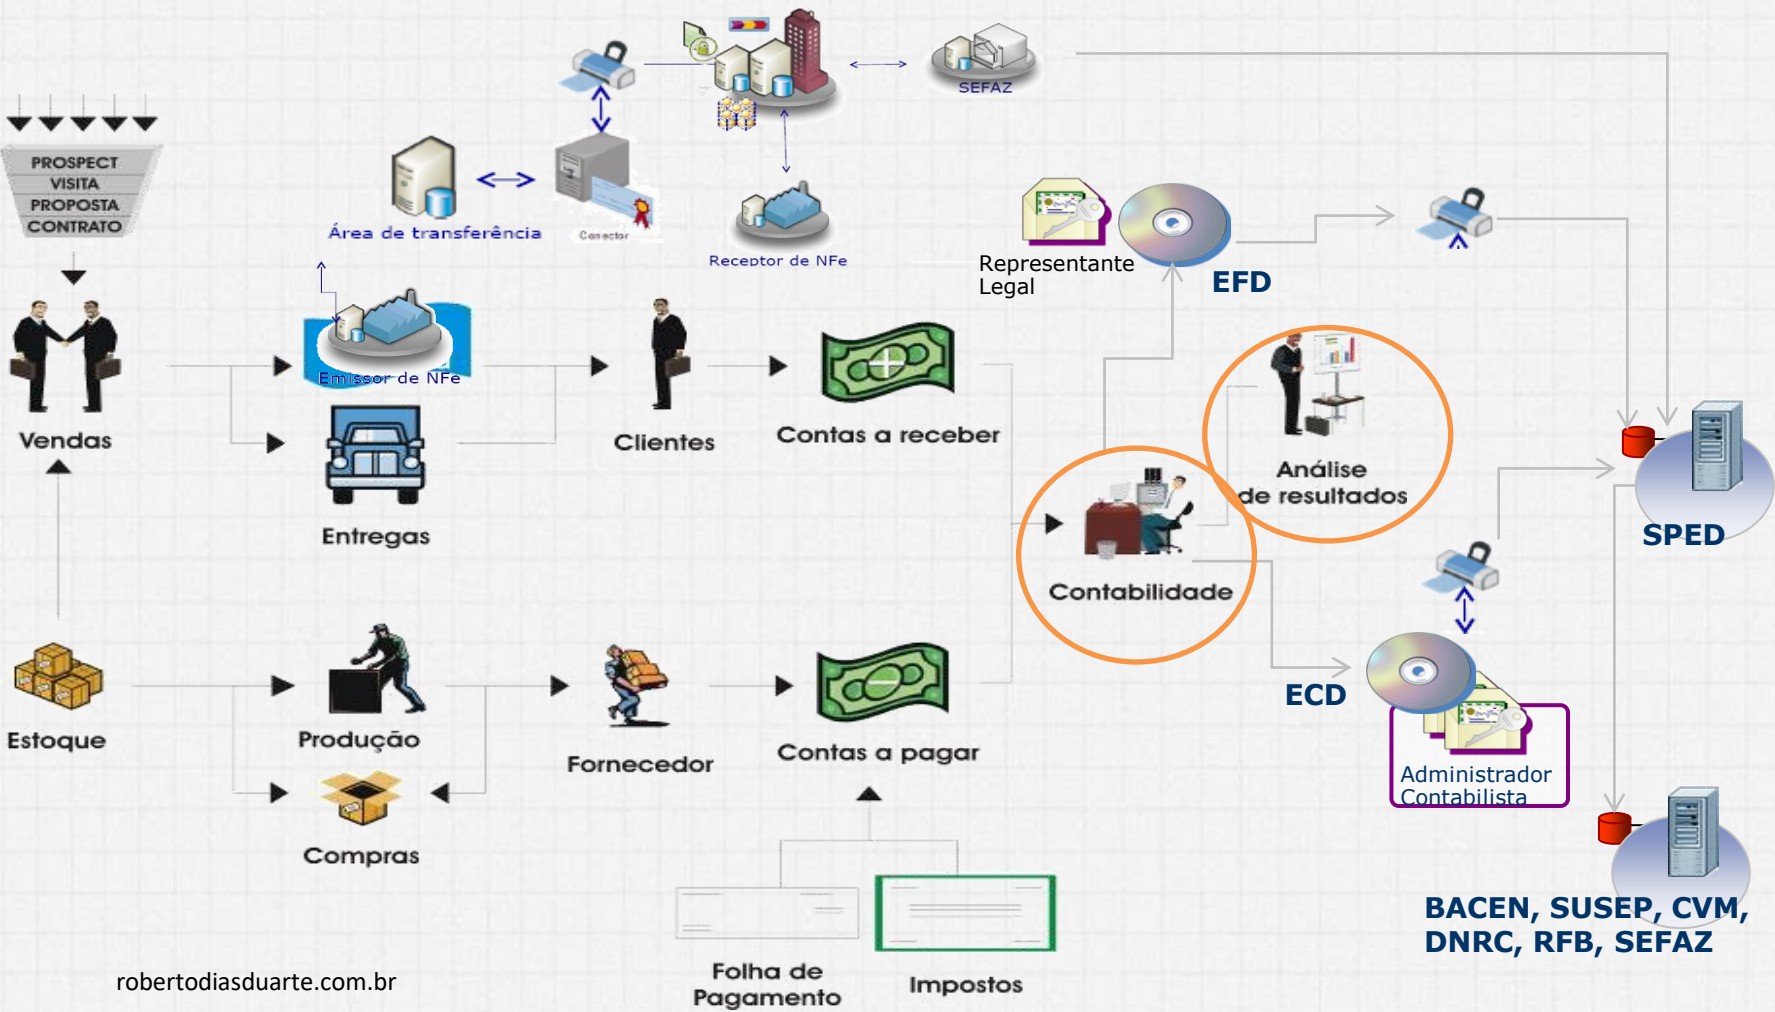 PROSPECT
VISITA
PROPOSTA
CONTRATO
SEFAZ
Área de transferência
Conector
Receptor de NFe
Representante
Legal
EFD
Emissor de NFe
Vendas
Entregas
Clientes
Contas a receber
Análise
de resultados
Contabilidade
SPED
Estoque
Produção
Compras
Fornecedor
Contas a pagar
ECD
Administrador
Contabilista
Folha de
Pagamento
Impostos
BACEN, SUSEP, CVM,
DNRC, RFB, SEFAZ
robertodiasduarte.com.br